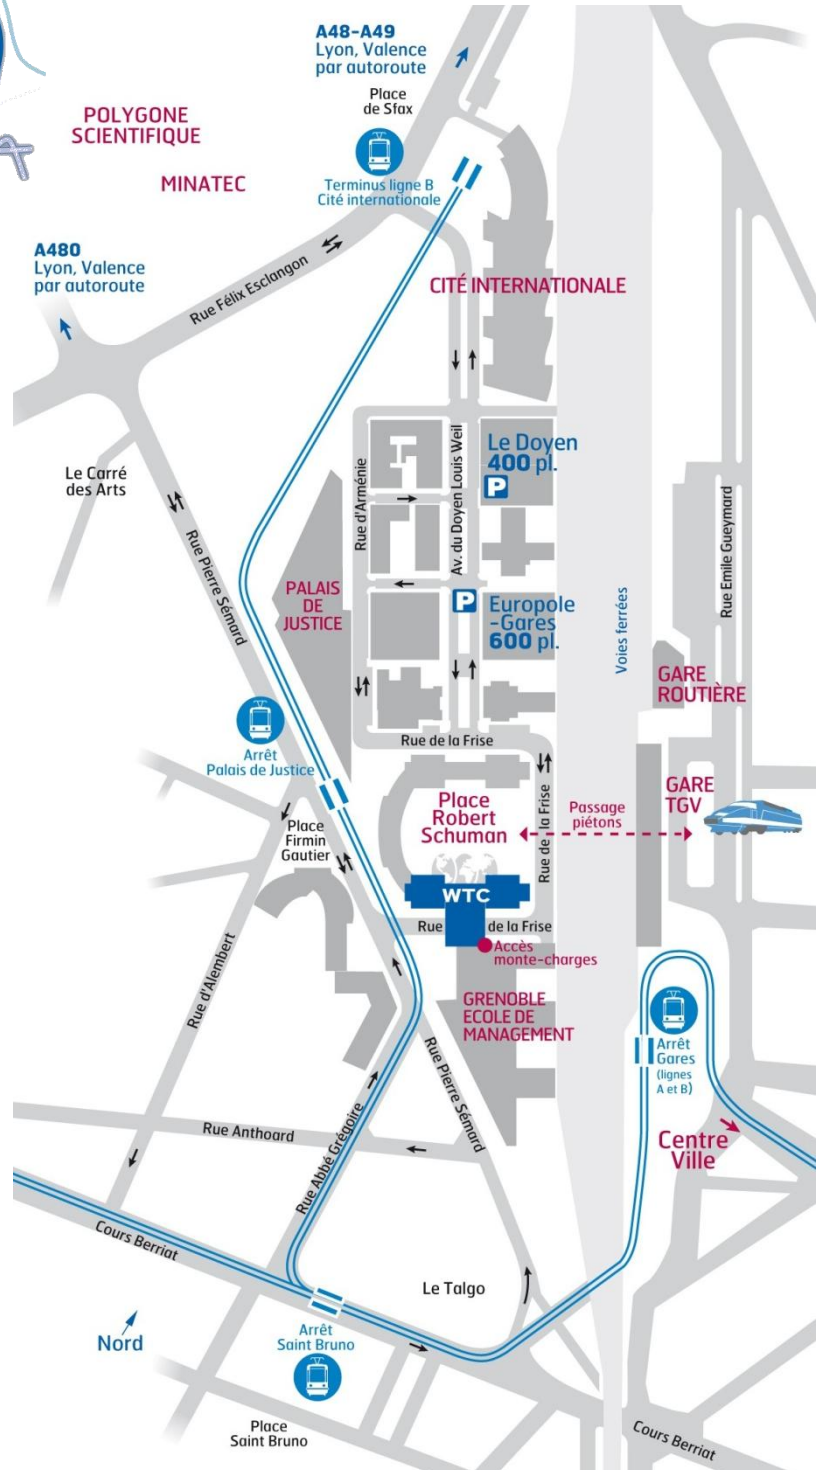 A48-A49
Lyon, Valence
par autoroute
Place
de Sfax
POLYGONE
SCIENTIFIQUE
MINATEC
Terminus ligne B
Cité internationale
A480
Lyon, Valence
par autoroute
Rue Félix Esclangon
CITÉ INTERNATIONALE
Le Carré
des Arts
Rue Pierre Sémard
Rue d'Arménie
Av. du Doyen Louis Weil
Le Doyen
400 pl.
P
Rue Emile Gueymard
PALAIS
DE
JUSTICE
P
Europole
-Gares
600 pl.
Voies ferrées
GARE
ROUTIÈRE
Arrêt
Palais de Justice
Rue de la Frise
Place
Firmin
Gautier
Place
Robert
Schuman
Rue de la Frise
Passage
piétons
GARE
TGV
WTC
Rue
de la Frise
Accès
monte-charges
Rue d'Alembert
GRENOBLE
ECOLE DE
MANAGEMENT
Arrêt
Gares
(lignes
A et B)
Rue Pierre Sémard
Rue Anthoard
Rue Abbé Grégoire
Centre
Ville
Cours Berriat
Le Talgo
Nord
Arrêt
Saint Bruno
Place
Saint Bruno
Cours Berriat